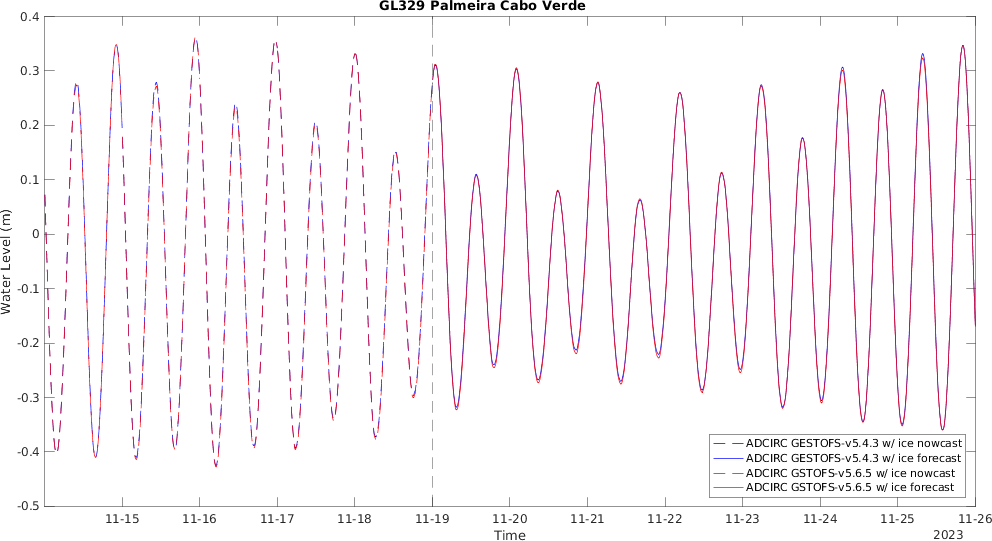 GL329 Palmeira Cabo Verde
0.4
0.3
0.2
0.1
0
-0.1
-0.2
-0.3
-0.4
-0.5
Water Level (m)
ADCIRC GESTOFS-v5.4.3 w/ ice nowcast
ADCIRC GESTOFS-v5.4.3 w/ ice forecast
ADCIRC GSTOFS-v5.6.5 w/ ice nowcast
ADCIRC GSTOFS-v5.6.5 w/ ice forecast
11-15 11-16 11-17 11-18 11-19 11-20 11-21 11-22 11-23 11-24 11-25 11-26
Time 2023